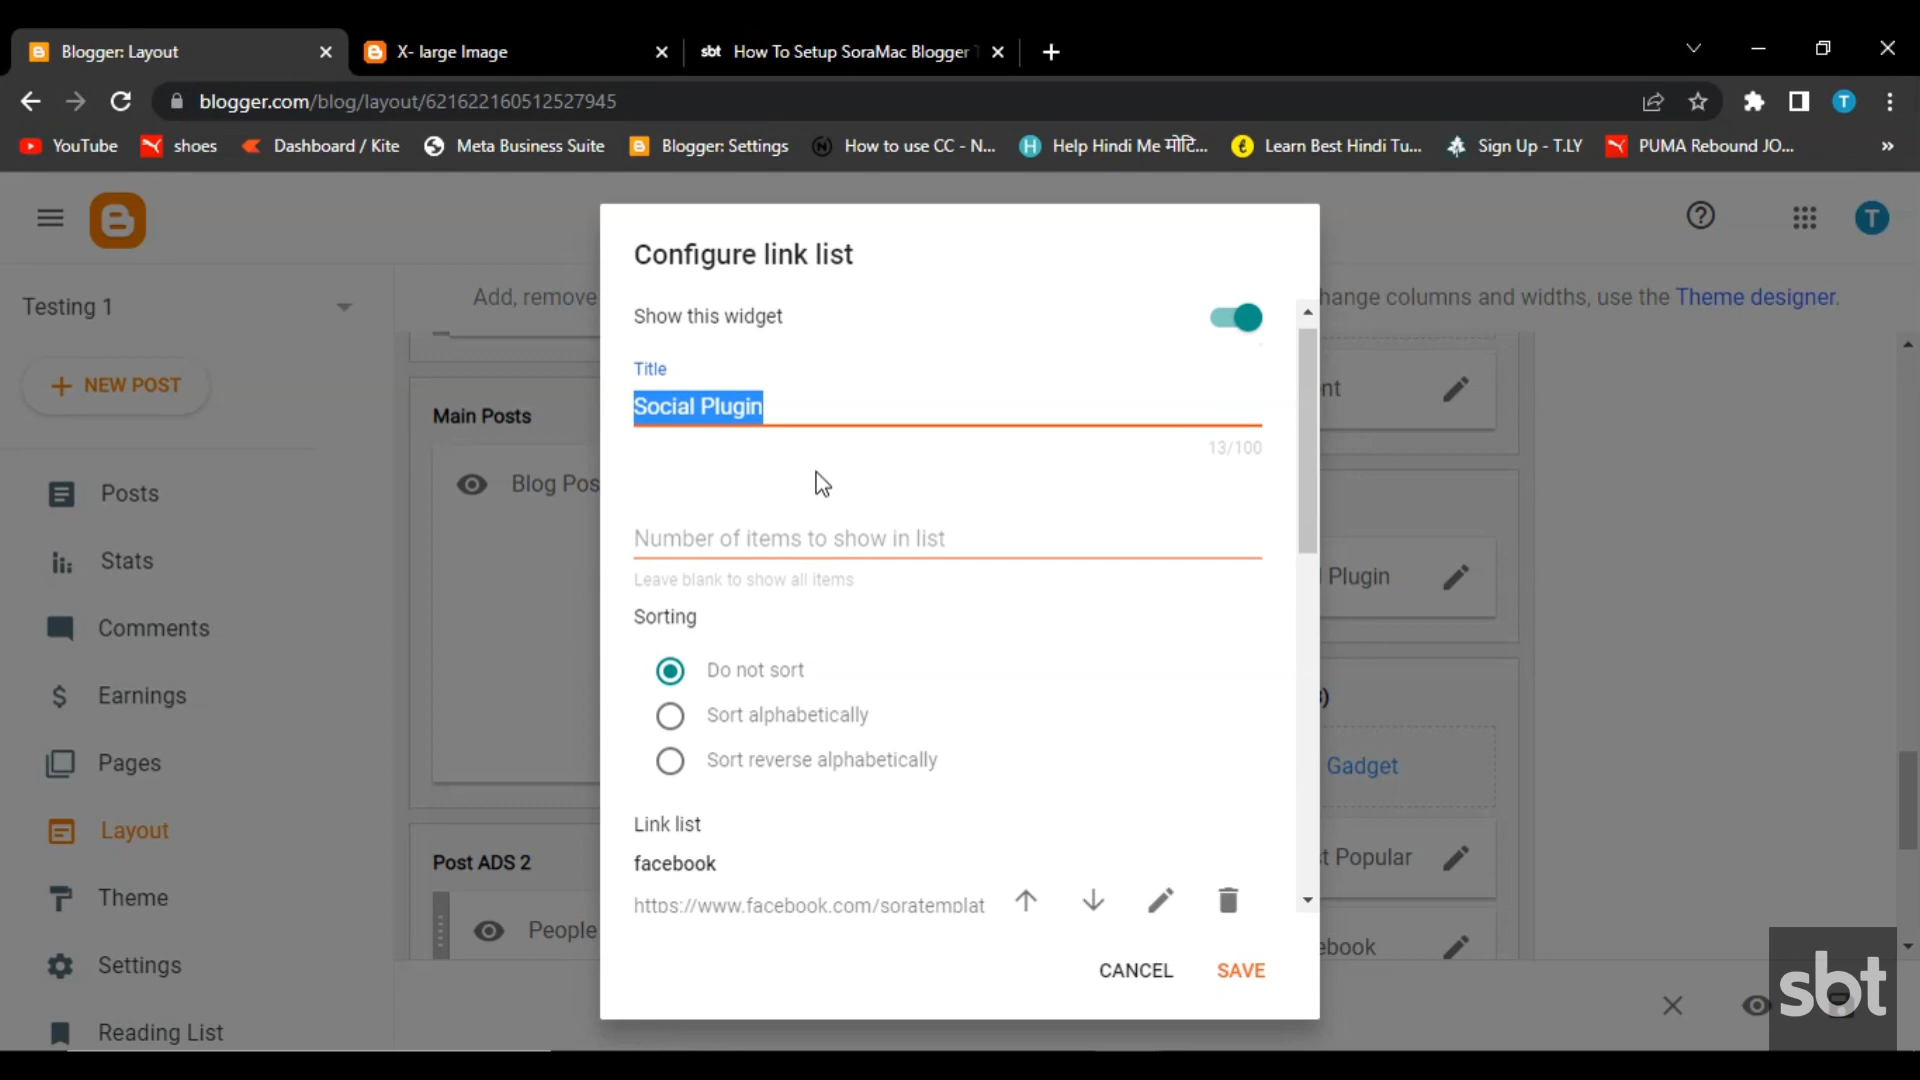 Blogger: Layout
X- large Image
sbt How To Setup SoraMac Blogger
blogger.com/blog/layout/621622160512527945
YouTube
shoes
Dashboard / Kite
Meta Business Suite
Blogger: Settings
How to use CC - N...
Help Hindi Me मोटि...
Learn Best Hindi Tu...
Sign Up - T.LY
PUMA Rebound JO...
T
Testing 1
NEW POST
Posts
Stats
Comments
Earnings
Pages
Layout
Theme
Settings
Reading List
Add, remove
hange columns and widths, use the Theme designer.
Main Posts
Blog Pos
Post ADS 2
People
Configure link list
Show this widget
Title
Social Plugin
13/100
Number of items to show in list
Leave blank to show all items
Sorting
Do not sort
Sort alphabetically
Sort reverse alphabetically
Link list
facebook
https://www.facebook.com/soratemplat
CANCEL
SAVE
nt
Plugin
Gadget
t Popular
ebook
sbt